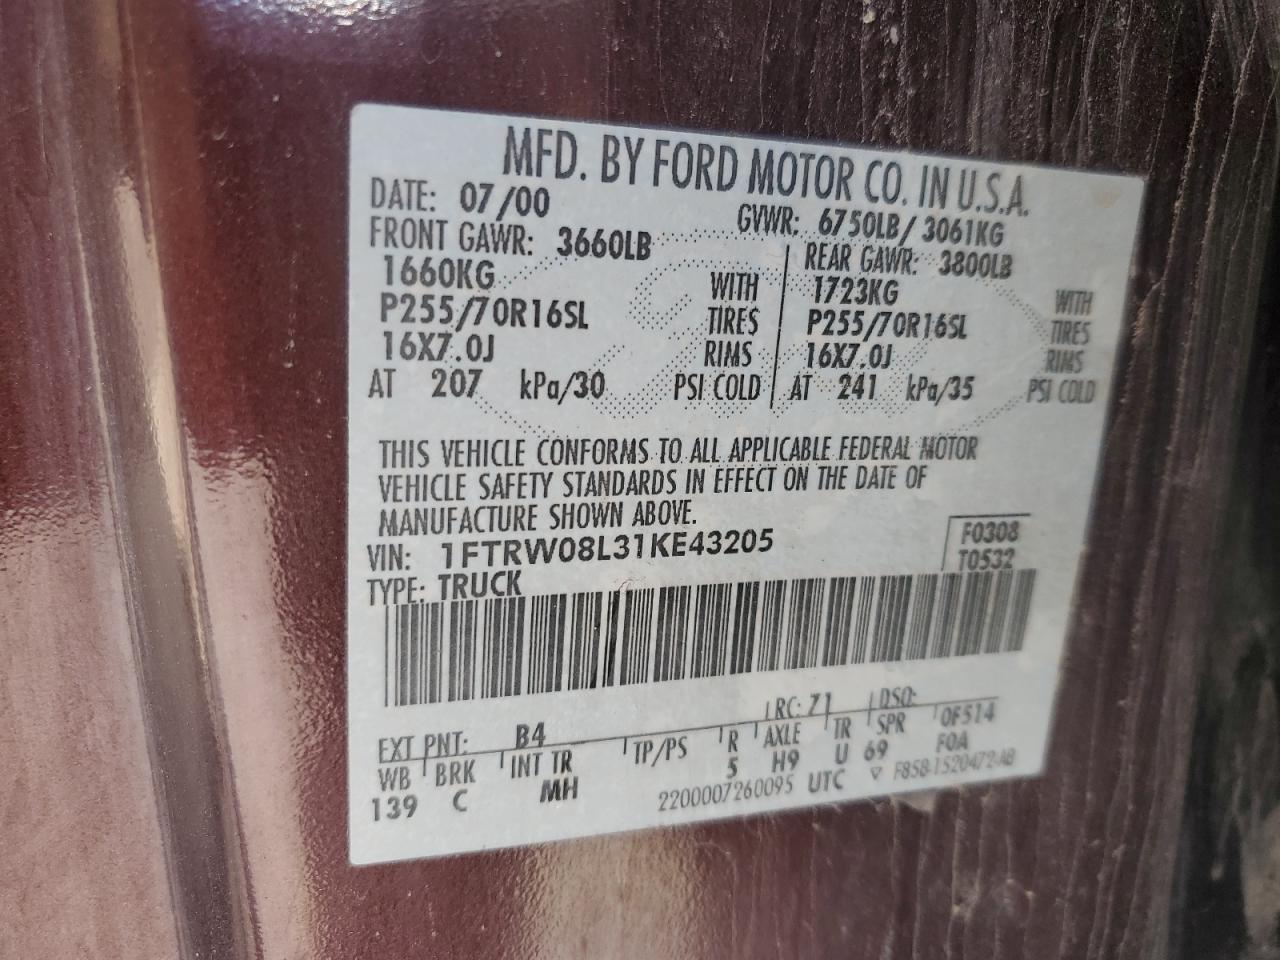 MFD. BY FORD MOTOR CO. IN U.S.A.
DATE: 07/00 GVWR: 6750LB/ 3061KG
FRONT GAWR: 3660LB REAR GAWR: 3800LB
1660KG WITH 1723KG WITH
P255/70R16SL TIRES P255/70R16SL TIRES
16X7.0J RIMS 16X7.0J RIMS
AT 207 kPa/30 PSI COLD AT 241 kPa/35 PSI COLD
THIS VEHICLE CONFORMS TO ALL APPLICABLE FEDERAL MOTOR
VEHICLE SAFETY STANDARDS IN EFFECT ON THE DATE OF
MANUFACTURE SHOWN ABOVE.
VIN: 1FTRW08L31KE43205 F0308
TYPE: TRUCK T0532
EXT PNT: B4 RC: 71 DSO:
WB BRK INT TR TP/PS R AXLE TR SPR 0F514
139 C MH 5 H9 U 69 FOA
2200007260095 UTC ▽ F85B-1520472-AB